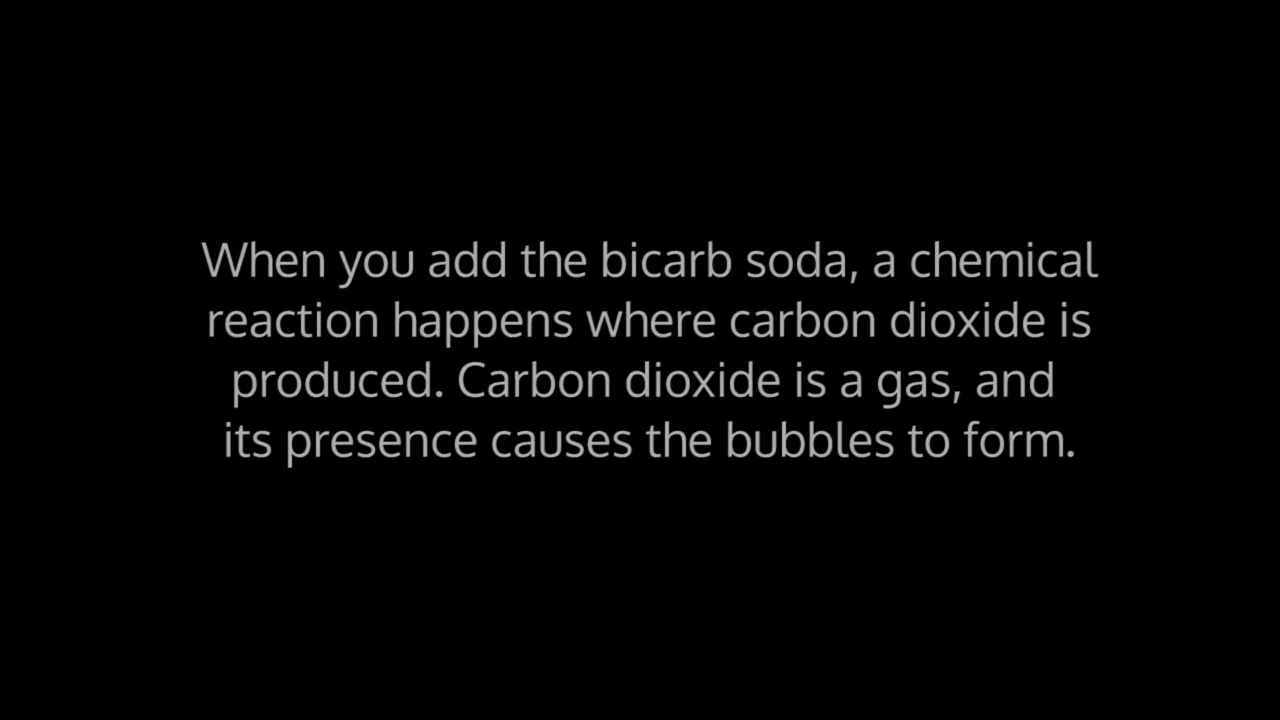 When you add the bicarb soda, a chemical
reaction happens where carbon dioxide is
produced. Carbon dioxide is a gas, and
its presence causes the bubbles to form.